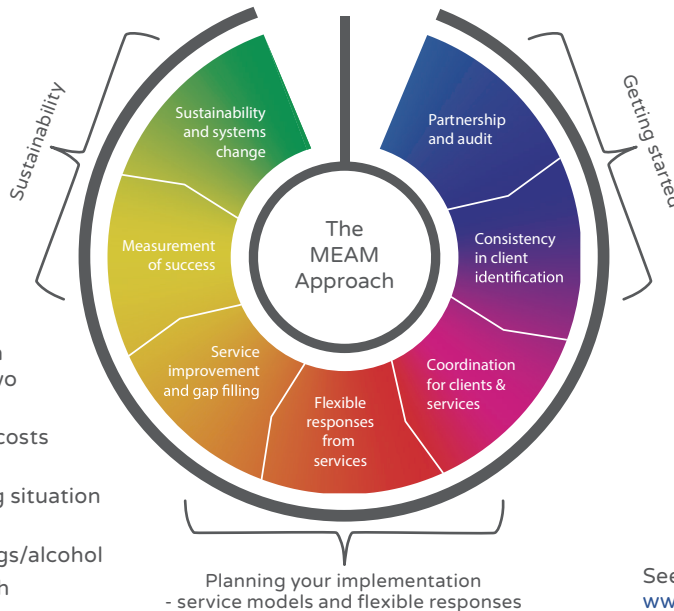 Sustainability
Getting started
Sustainability
and systems
change
Partnership
and audit
The
MEAM
Approach
Measurement
of success
Consistency
in client
identification
Service
improvement
and gap filling
Coordination
for clients &
services
Flexible
responses
from
services
costs
situation
gs/alcohol
Planning your implementation
- service models and flexible responses
See
ww